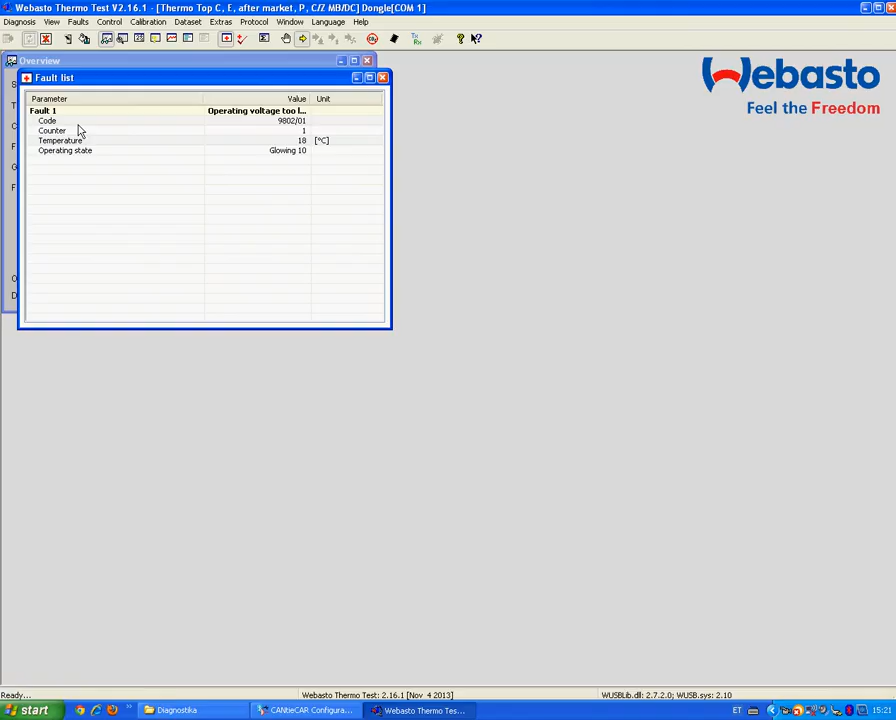 Webasto Thermo Test V2.16.1 - [Thermo Top C, E, after market, P, C/Z MB/DC] Dongle[COM 1]
Diagnosis View Faults Control Calibration Dataset Extras Protocol Window Language Help
Overview
Fault list
Parameter Value Unit
Fault 1 Operating voltage too l...
Code 9802/01
Counter 1
Temperature 18 [°C]
Operating state Glowing 10
Webasto
Feel the Freedom
Ready... Webasto Thermo Test: 2.16.1 [Nov 4 2013] WUSBLib.dll: 2.7.2.0; WUSB.sys: 2.10
start Diagnostika CANtieCAR Configura... Webasto Thermo Tes... ET 15:21